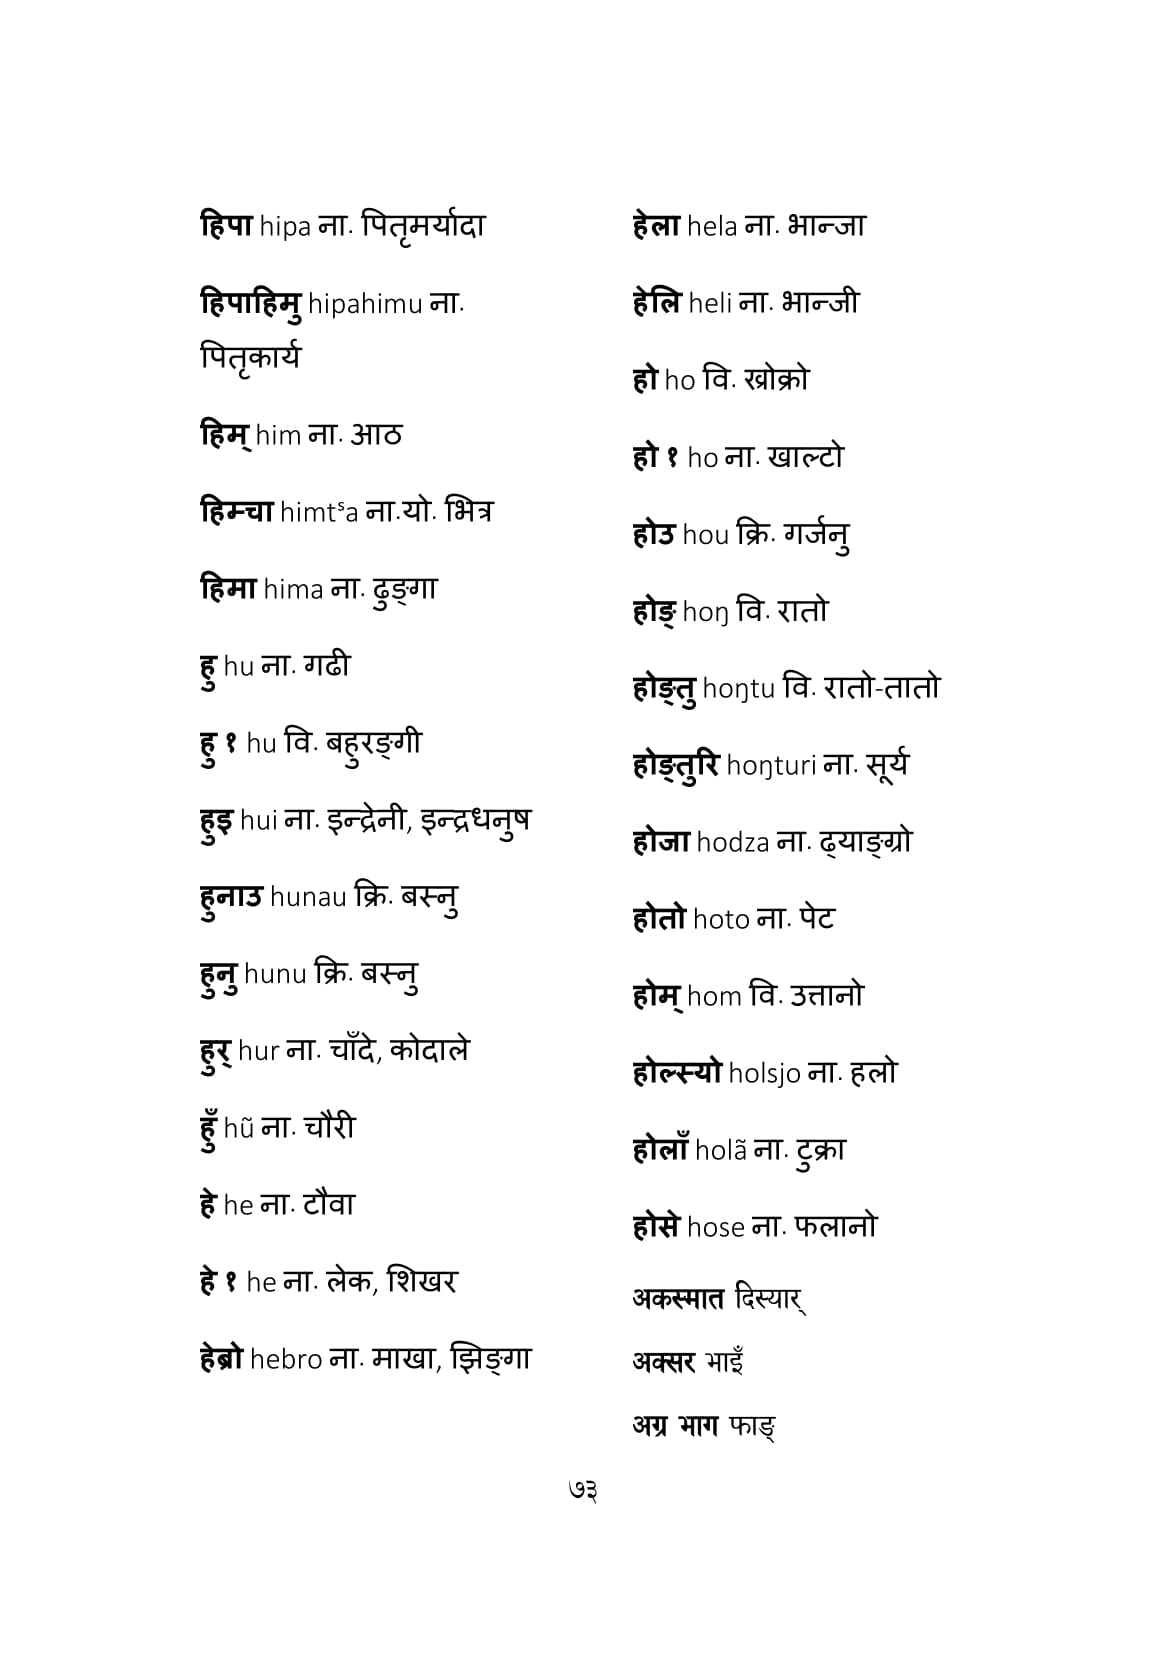 हिपा hipa ना. पितृमर्यादा
हिपाहिमु hipahimu ना.
पितृकार्य
हिम् him ना. आठ
हिम्चा himtˢa ना.यो. भित्र
हिमा hima ना. ढुङ्गा
हु hu ना. गढी
हु १ hu वि. बहुरङ्गी
हुइ hui ना. इन्द्रेनी, इन्द्रधनुष
हुनाउ hunau क्रि. बस्नु
हुनु hunu क्रि. बस्नु
हुर् hur ना. चाँदे, कोदाले
हुँ hũ ना. चौरी
हे he ना. टौवा
हे १ he ना. लेक, शिखर
हेब्रो hebro ना. माखा, झिङ्गा
हेला hela ना. भान्जा
हेलि heli ना. भान्जी
हो ho वि. खोक्रो
हो १ ho ना. खाल्टो
होउ hou क्रि. गर्जनु
होङ् hoŋ वि. रातो
होङ्तु hoŋtu वि. रातो-तातो
होङ्तुरि hoŋturi ना. सूर्य
होजा hodza ना. ढ्याङ्ग्रो
होतो hoto ना. पेट
होम् hom वि. उत्तानो
होल्स्यो holsjo ना. हलो
होलाँ holã ना. टुक्रा
होसे hose ना. फलानो
अकस्मात दिस्यार्
अक्सर भाइँ
अग्र भाग फाङ्
७३